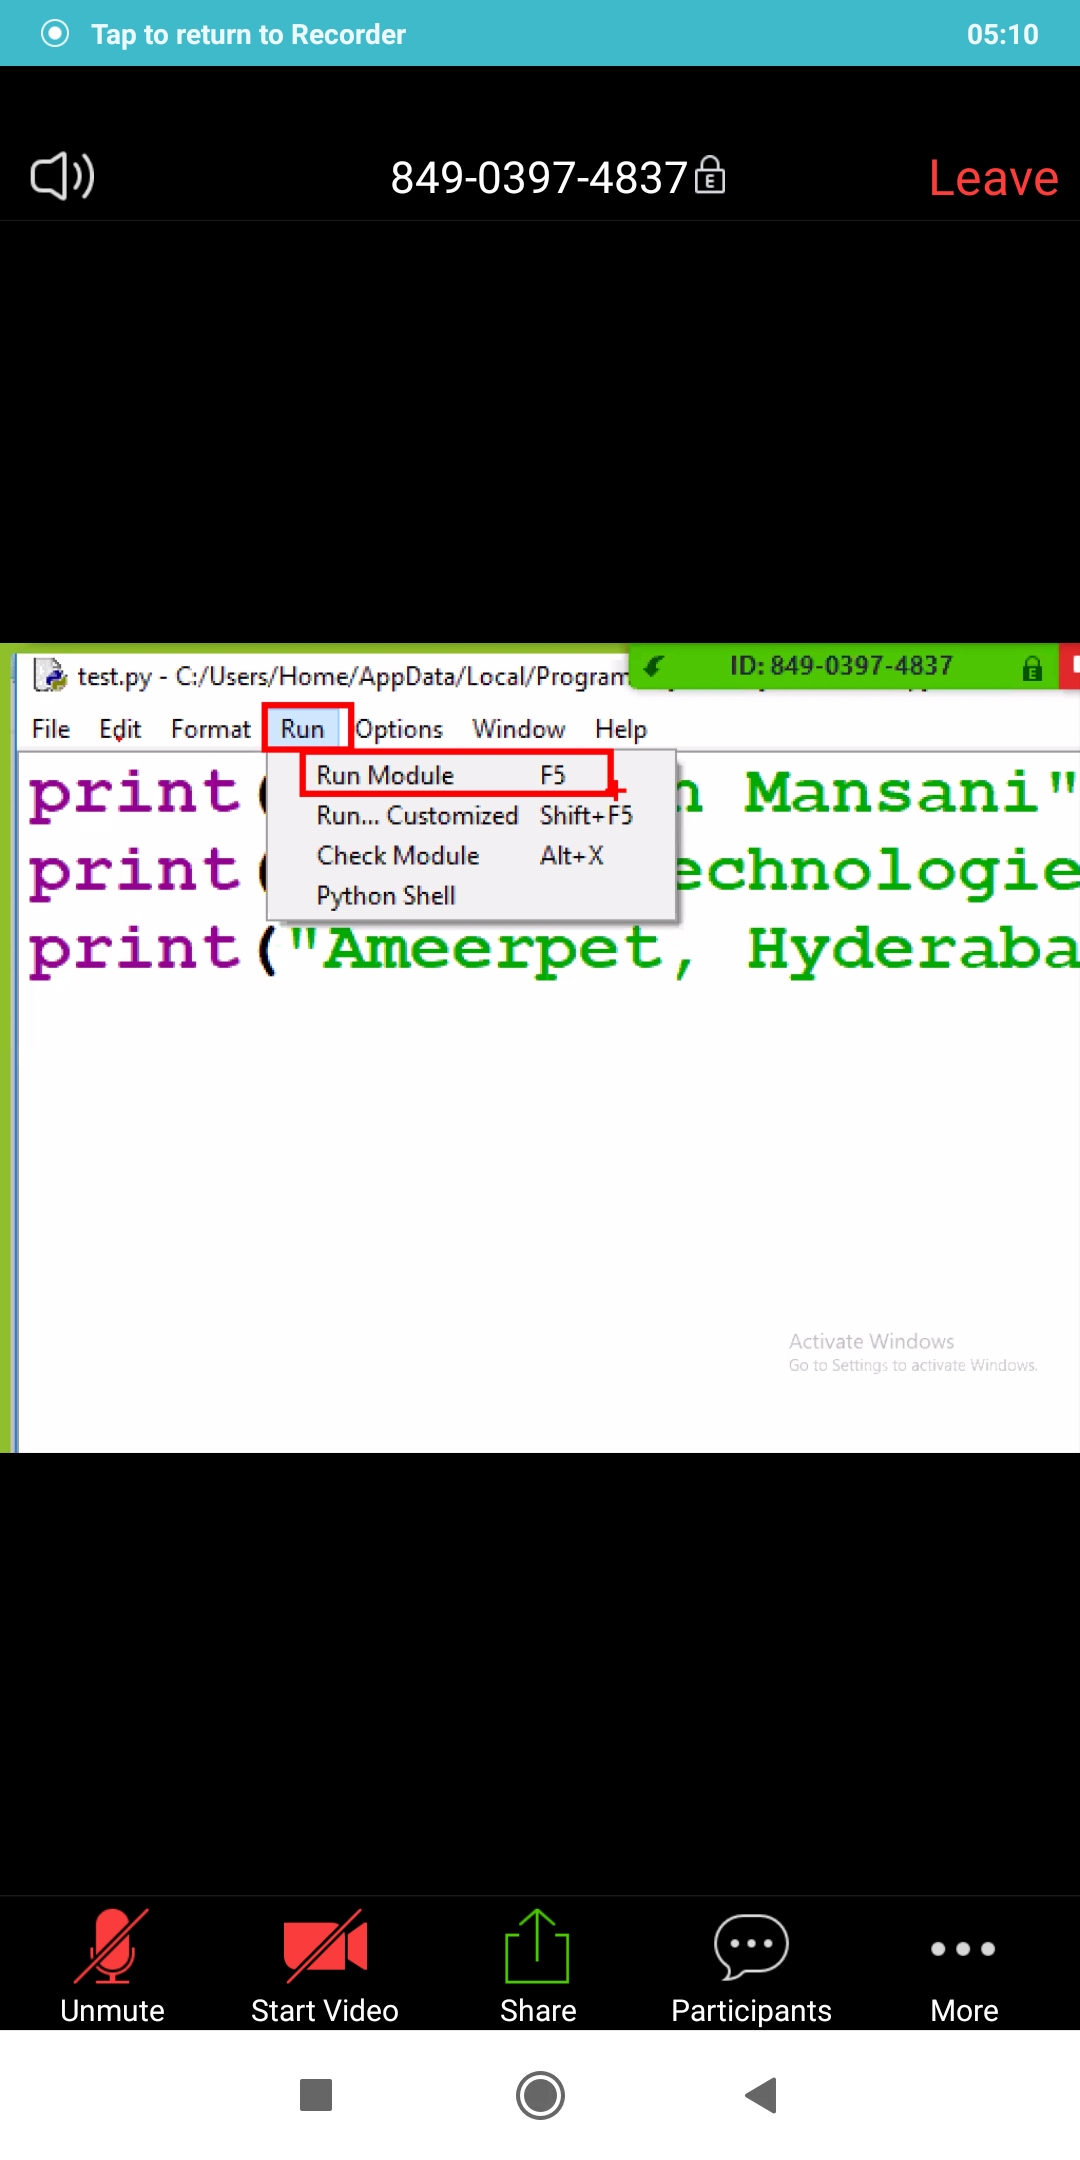 Tap to return to Recorder 05:10
849-0397-4837 Leave
test.py - C:/Users/Home/AppData/Local/Program ID: 849-0397-4837
File Edit Format Run Options Window Help
print( n Mansani"
Run Module F5
Run... Customized Shift+F5
print( echnologie
Check Module Alt+X
Python Shell
print("Ameerpet, Hyderaba
Activate Windows
Go to Settings to activate Windows.
Unmute Start Video Share Participants More